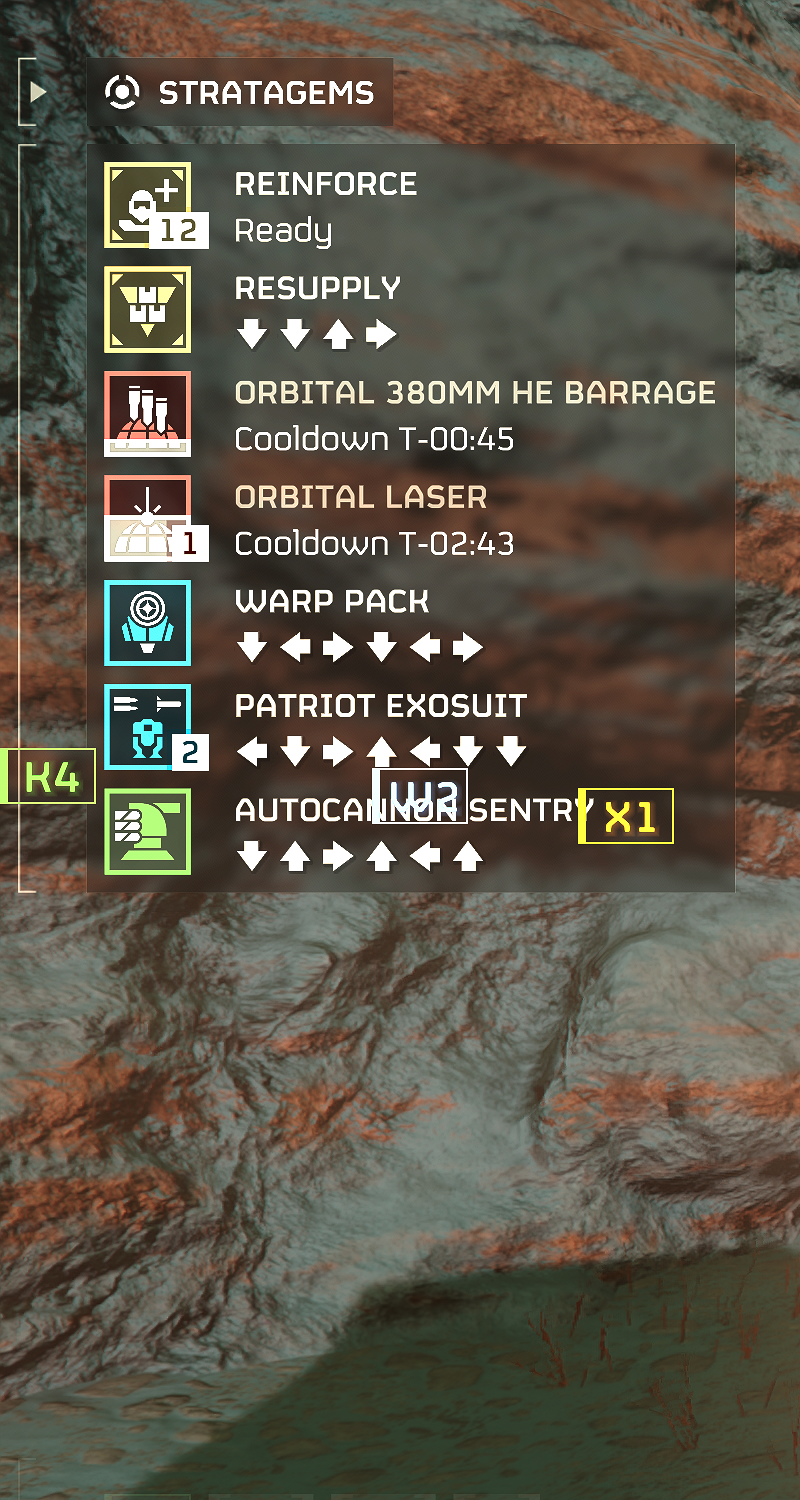 STRATAGEMS
REINFORCE
12
Ready
RESUPPLY
ORBITAL 380MM HE BARRAGE
Cooldown T-00:45
ORBITAL LASER
1
Cooldown T-02:43
WARP PACK
PATRIOT EXOSUIT
2
K4
W2
AUTOCANNON SENTRY
X1